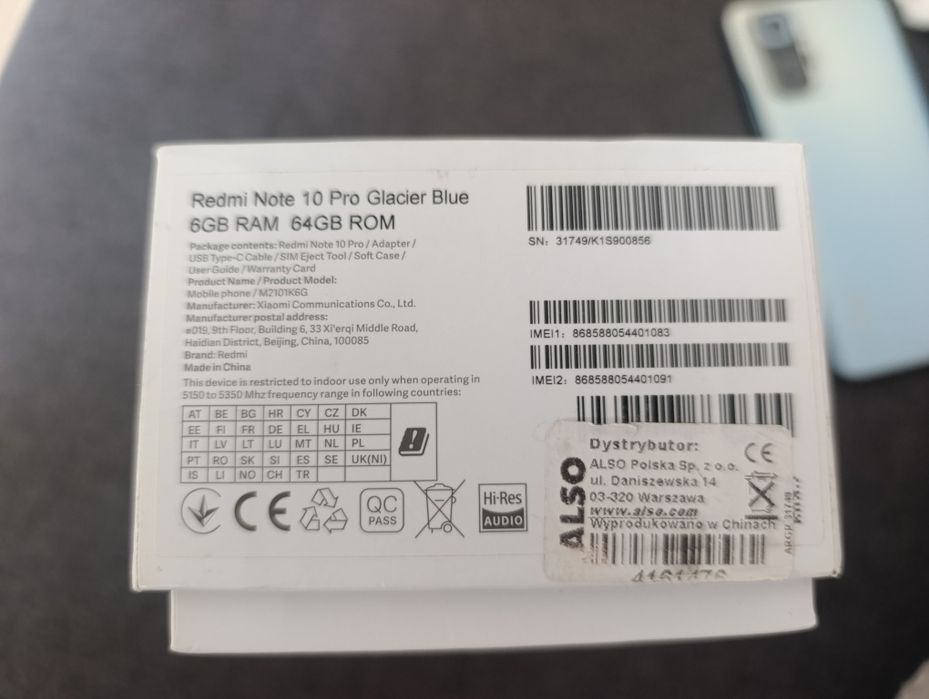 Redmi Note 10 Pro Glacier Blue
6GB RAM 64GB ROM
Package contents: Redmi Note 10 Pro / Adapter /
USB Type-C Cable / SIM Eject Tool / Soft Case /
User Guide / Warranty Card
Product Name / Product Model:
Mobile phone / M2101K6G
Manufacturer: Xiaomi Communications Co., Ltd.
Manufacturer postal address:
#019, 9th Floor, Building 6, 33 Xi'erqi Middle Road,
Haidian District, Beijing, China, 100085
Brand: Redmi
Made in China
This device is restricted to indoor use only when operating in
5150 to 5350 Mhz frequency range in following countries:
AT BE BG HR CY CZ DK
EE FI FR DE EL HU IE
IT LV LT LU MT NL PL
PT RO SK SI ES SE UK(NI)
IS LI NO CH TR
CE
QC
PASS
Hi-Res
AUDIO
SN: 31749/K1S900856
IMEI1: 868588054401083
IMEI2: 868588054401091
ALSO
Dystrybutor:
ALSO Polska Sp. z o.o.
ul. Daniszewska 14
03-320 Warszawa
www.also.com
Wyprodukowano w Chinach
CE
31749